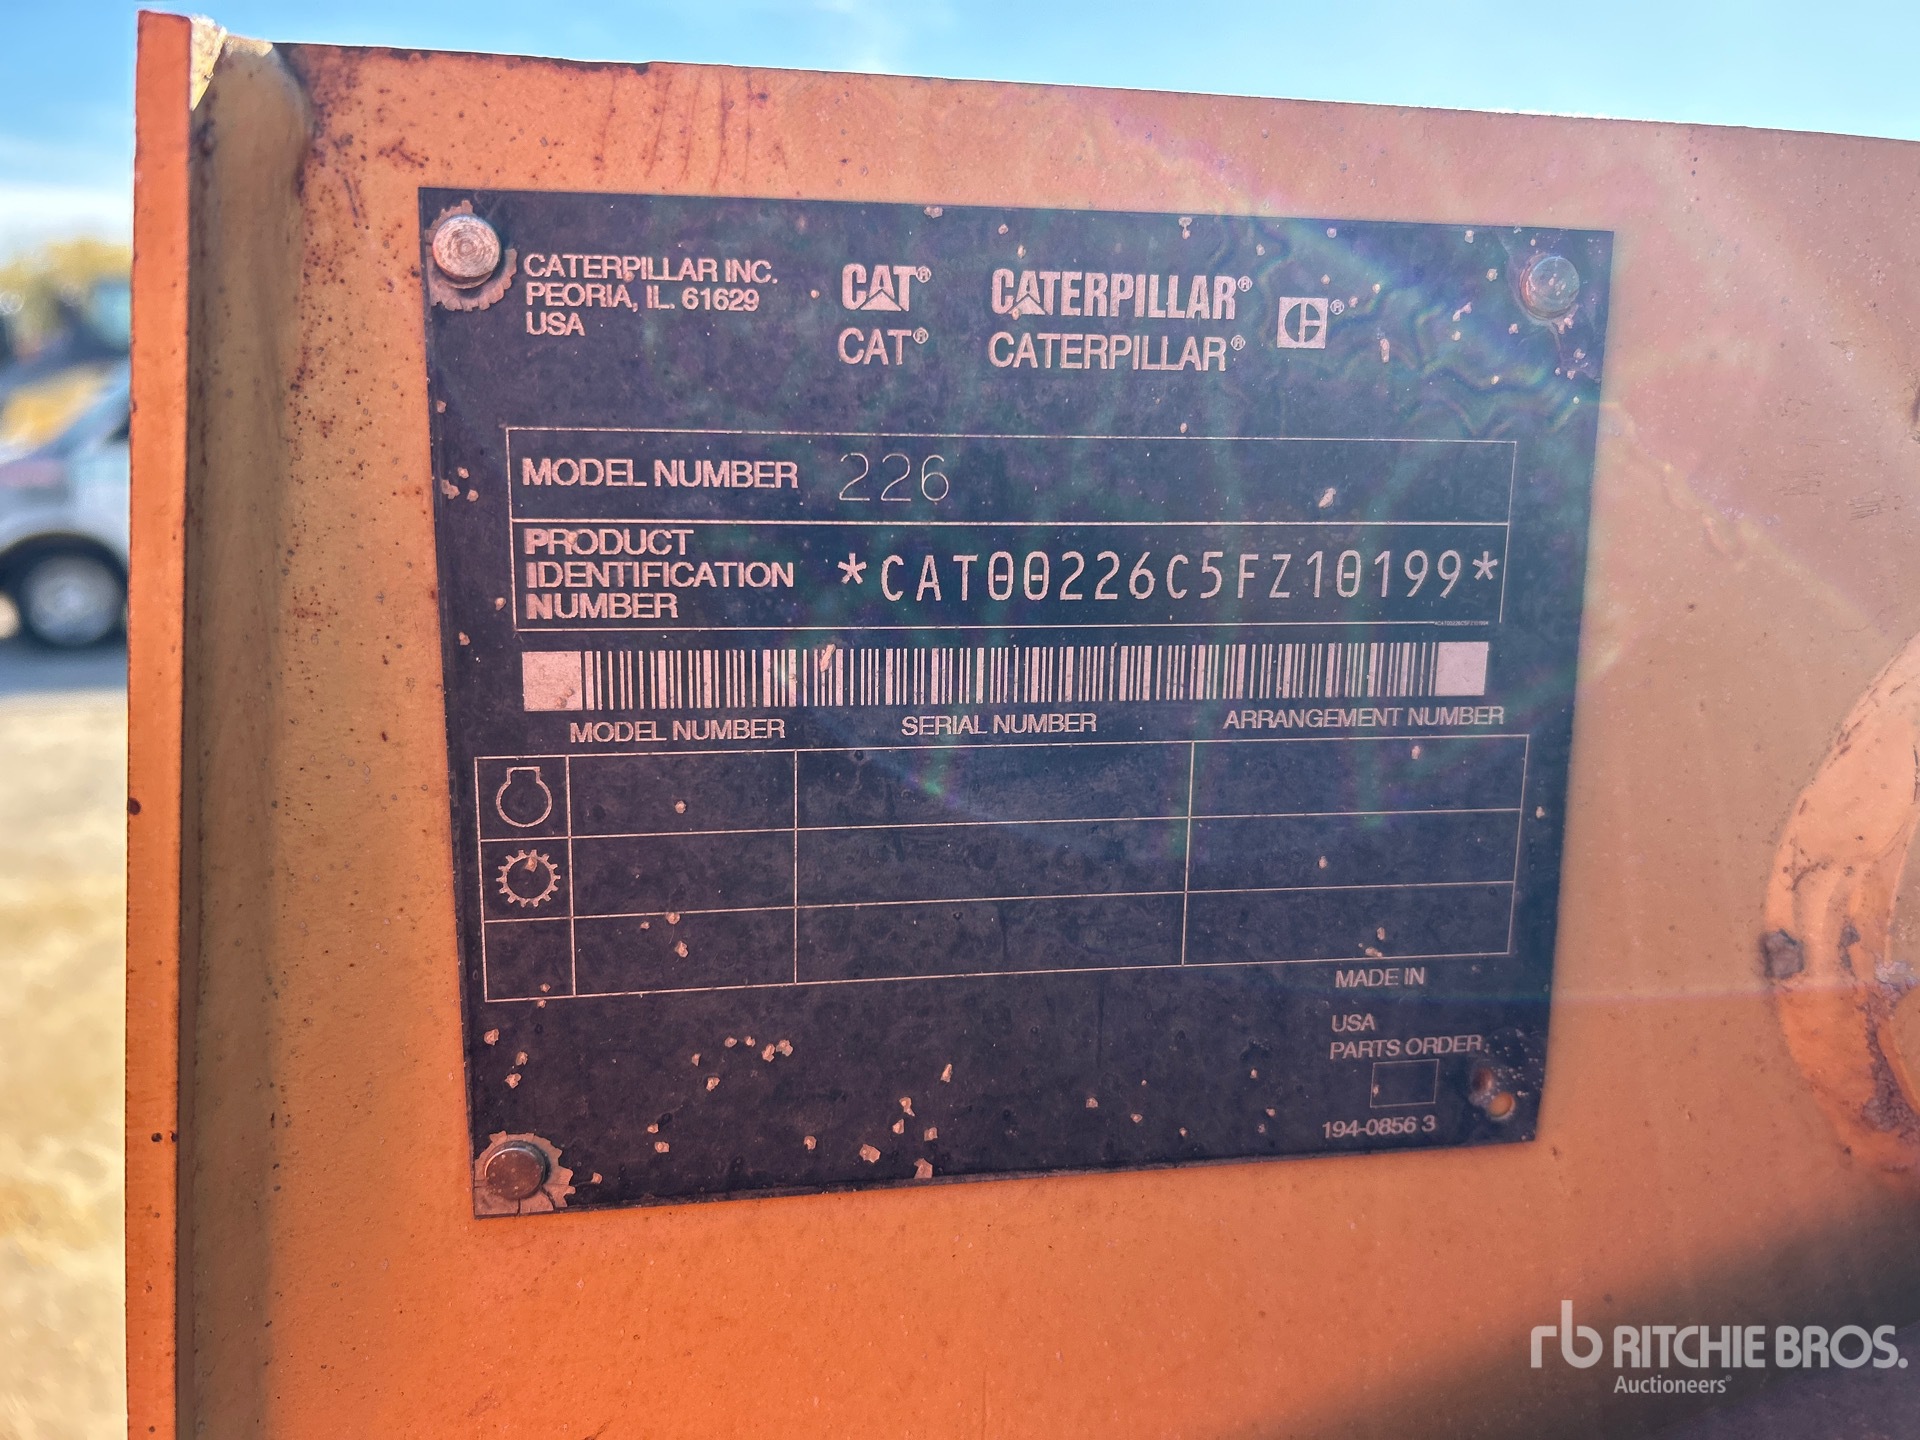 CATERPILLAR INC.
PEORIA, IL. 61629
USA
CAT® CATERPILLAR® ®
CAT® CATERPILLAR®
MODEL NUMBER 226
PRODUCT
IDENTIFICATION
NUMBER
*CAT00226C5FZ10199*
MODEL NUMBER SERIAL NUMBER ARRANGEMENT NUMBER
MADE IN
USA
PARTS ORDER
194-0856 3
rb RITCHIE BROS.
Auctioneers®